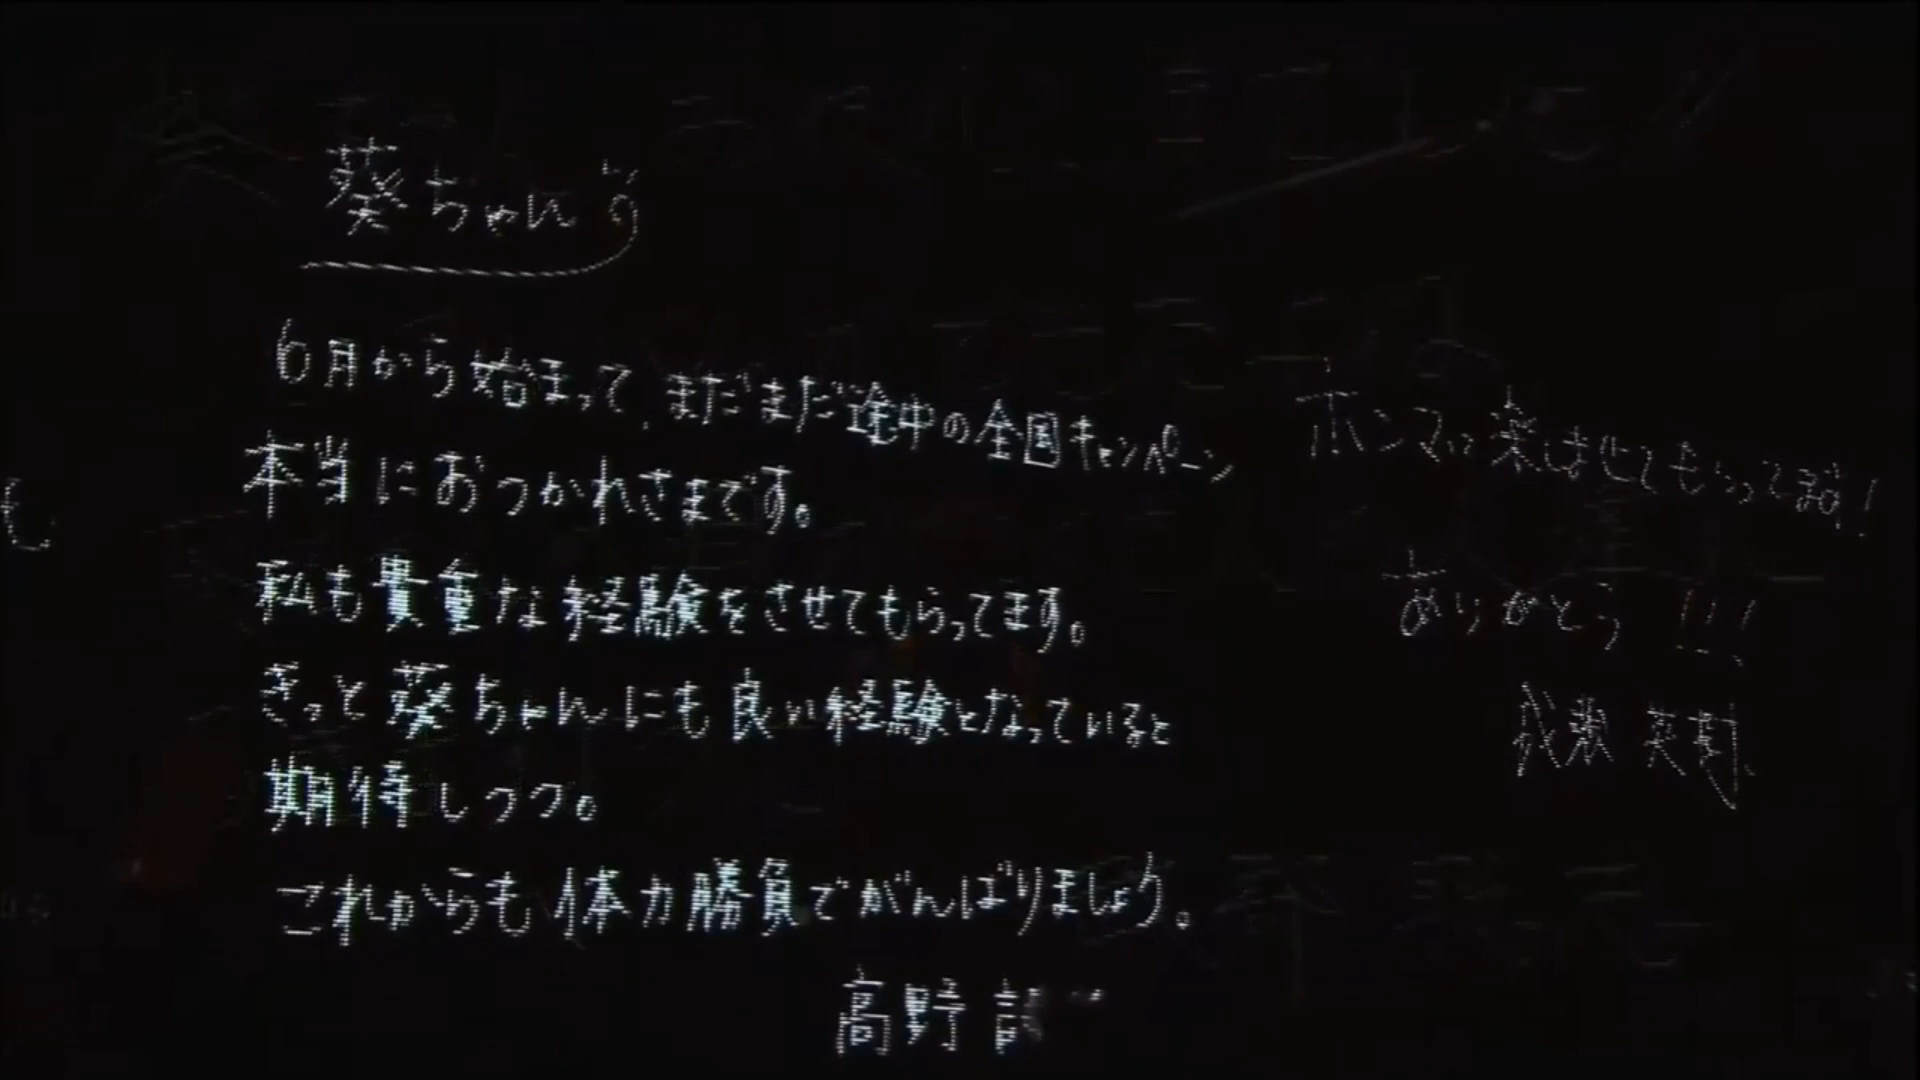 葵ちゃんへ
6月から始まって、まだまだ途中の全国キャンペーン
本当におつかれさまです。
私も貴重な経験をさせてもらってます。
きっと葵ちゃんにも良い経験となっていると
期待しつつ。
これからも体力勝負でがんばりましょう。
高野
ホンマに楽しませてもらってます!
ありがとう!!!
も